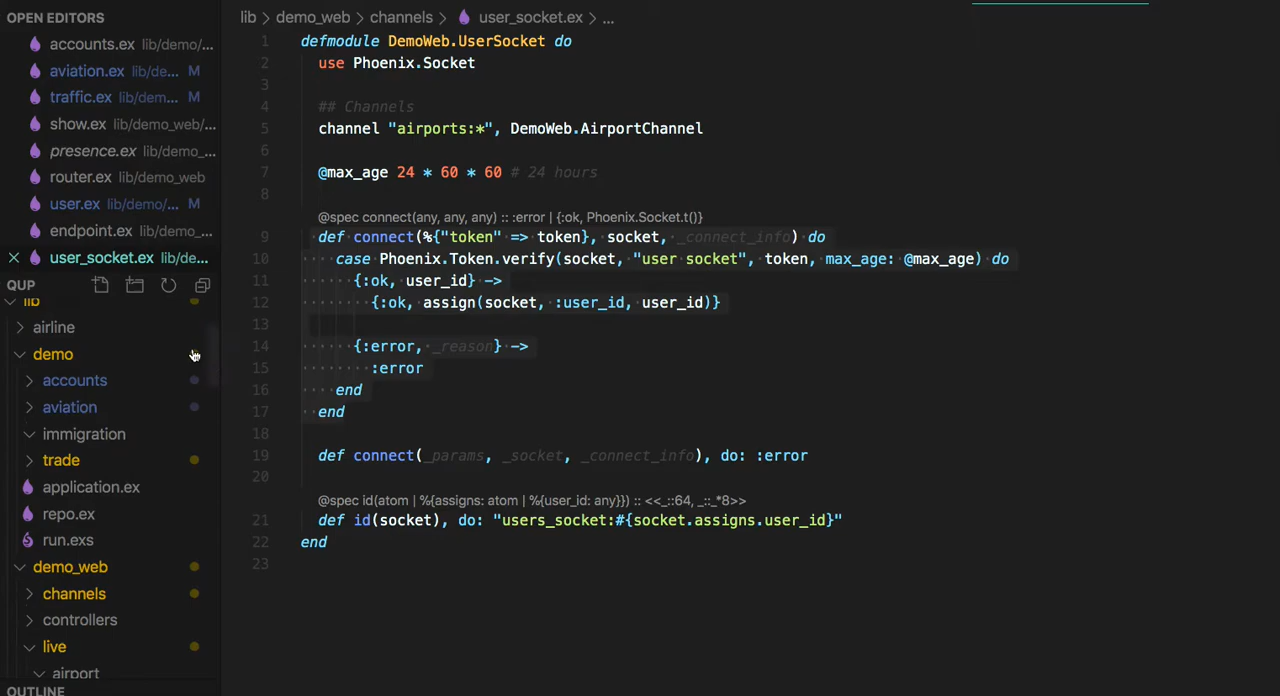 OPEN EDITORS
accounts.ex lib/demo/...
aviation.ex lib/de... M
traffic.ex lib/dem... M
show.ex lib/demo_web/...
presence.ex lib/demo_...
router.ex lib/demo_web
user.ex lib/demo/... M
endpoint.ex lib/demo_...
user_socket.ex lib/de...
QUP
lib
airline
demo
accounts
aviation
immigration
trade
application.ex
repo.ex
run.exs
demo_web
channels
controllers
live
airport
OUTLINE
lib > demo_web > channels > user_socket.ex > ...
1 defmodule DemoWeb.UserSocket do
2 use Phoenix.Socket
3
4 ## Channels
5 channel "airports:*", DemoWeb.AirportChannel
6
7 @max_age 24 * 60 * 60 # 24 hours
8
@spec connect(any, any, any) :: :error | {:ok, Phoenix.Socket.t()}
9 def connect(%{"token" => token}, socket, _connect_info) do
10 case Phoenix.Token.verify(socket, "user socket", token, max_age: @max_age) do
11 {:ok, user_id} ->
12 {:ok, assign(socket, :user_id, user_id)}
13
14 {:error, _reason} ->
15 :error
16 end
17 end
18
19 def connect(_params, _socket, _connect_info), do: :error
20
@spec id(atom | %{assigns: atom | %{user_id: any}}) :: <<_::64, _::_*8>>
21 def id(socket), do: "users_socket:#{socket.assigns.user_id}"
22 end
23